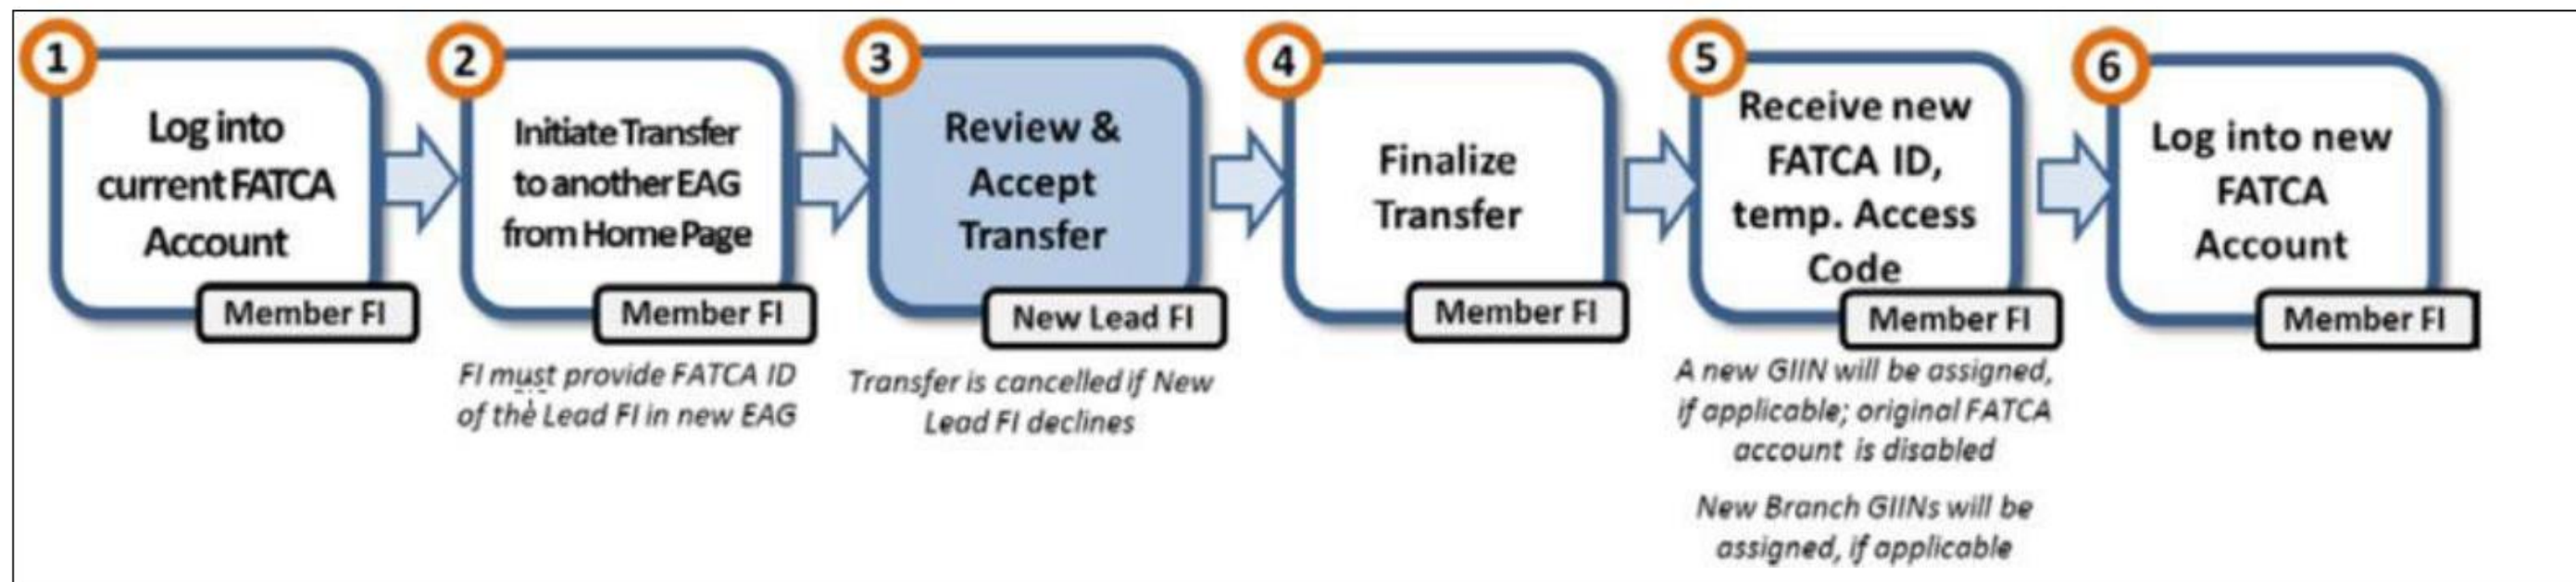 1
Log into
current FATCA
Account
Member FI
2
Initiate Transfer
to another EAG
from Home Page
Member FI
FI must provide FATCA ID
of the Lead FI in new EAG
3
Review &
Accept
Transfer
New Lead FI
Transfer is cancelled if New
Lead FI declines
4
Finalize
Transfer
Member FI
5
Receive new
FATCA ID,
temp. Access
Code
Member FI
A new GIIN will be assigned,
if applicable; original FATCA
account is disabled
New Branch GIINs will be
assigned, if applicable
6
Log into new
FATCA
Account
Member FI